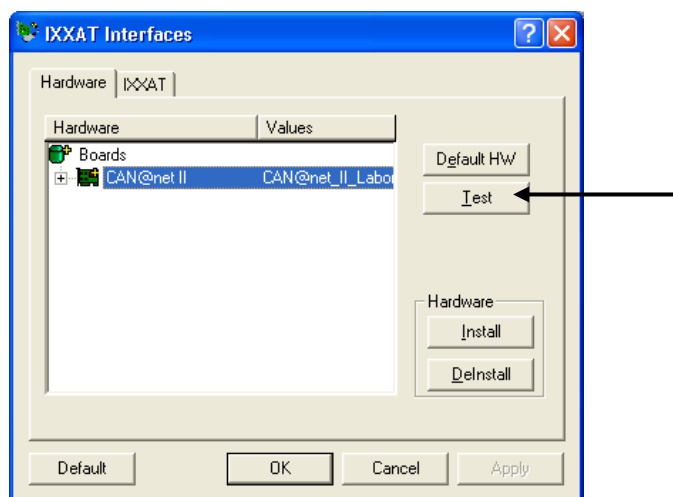 IXXAT Interfaces
Hardware IXXAT
Hardware Values
Boards
CAN@net II CAN@net_II_Labor
Default HW
Test
Hardware
Install
DeInstall
Default OK Cancel Apply